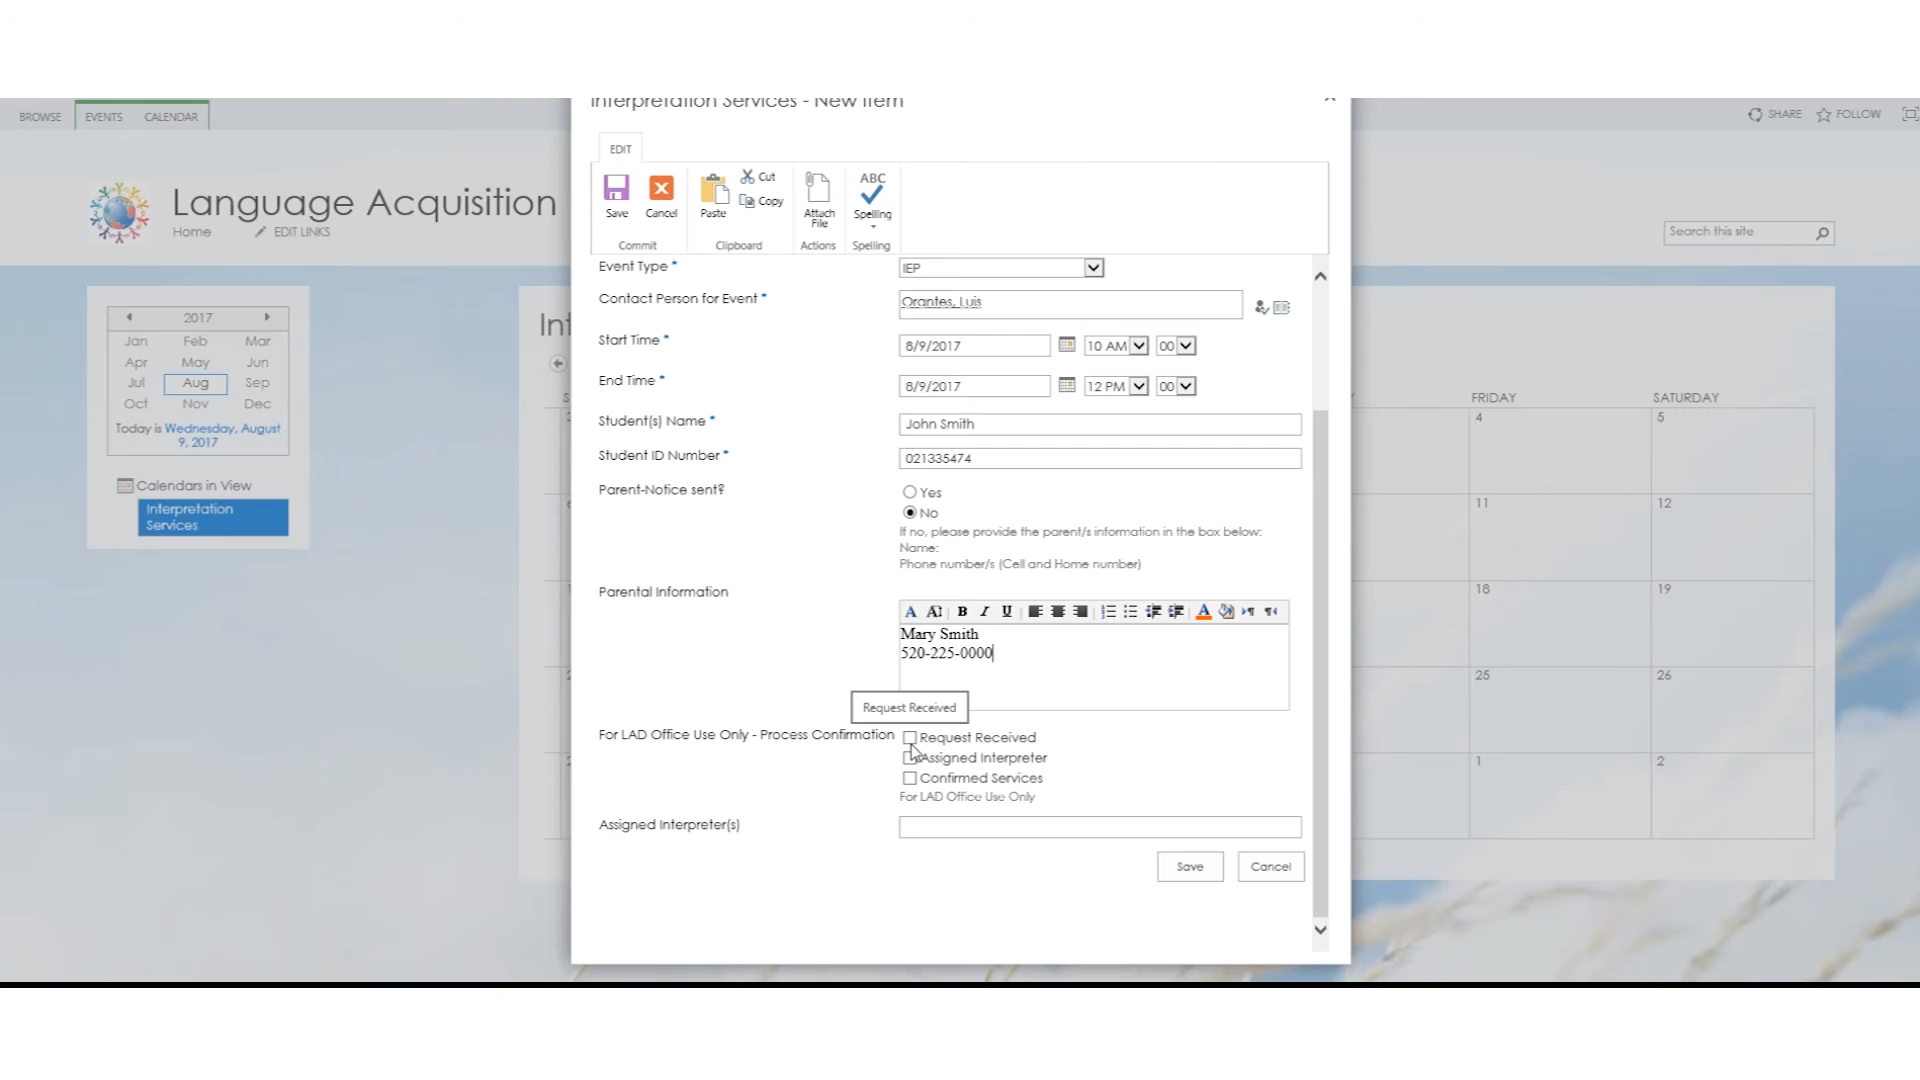 Interpretation Services - New Item
BROWSE
EVENTS
CALENDAR
SHARE
FOLLOW
EDIT
Language Acquisition
Home
EDIT LINKS
Search this site
Save
Cancel
Paste
Cut
Copy
Attach
File
ABC
Spelling
Commit
Clipboard
Actions
Spelling
Event Type *
IEP
Contact Person for Event *
Orantes, Luis
Start Time *
8/9/2017
10 AM
00
End Time *
8/9/2017
12 PM
00
Student(s) Name *
John Smith
Student ID Number *
021335474
Parent-Notice sent?
Yes
No
If no, please provide the parent/s information in the box below:
Name:
Phone number/s (Cell and Home number)
Parental Information
Mary Smith
520-225-0000
Request Received
For LAD Office Use Only - Process Confirmation
Request Received
Assigned Interpreter
Confirmed Services
For LAD Office Use Only
Assigned Interpreter(s)
Save
Cancel
2017
Jan Feb Mar
Apr May Jun
Jul Aug Sep
Oct Nov Dec
Today is Wednesday, August
9, 2017
Calendars in View
Interpretation
Services
Int
S
FRIDAY
SATURDAY
4
5
11
12
18
19
25
26
1
2